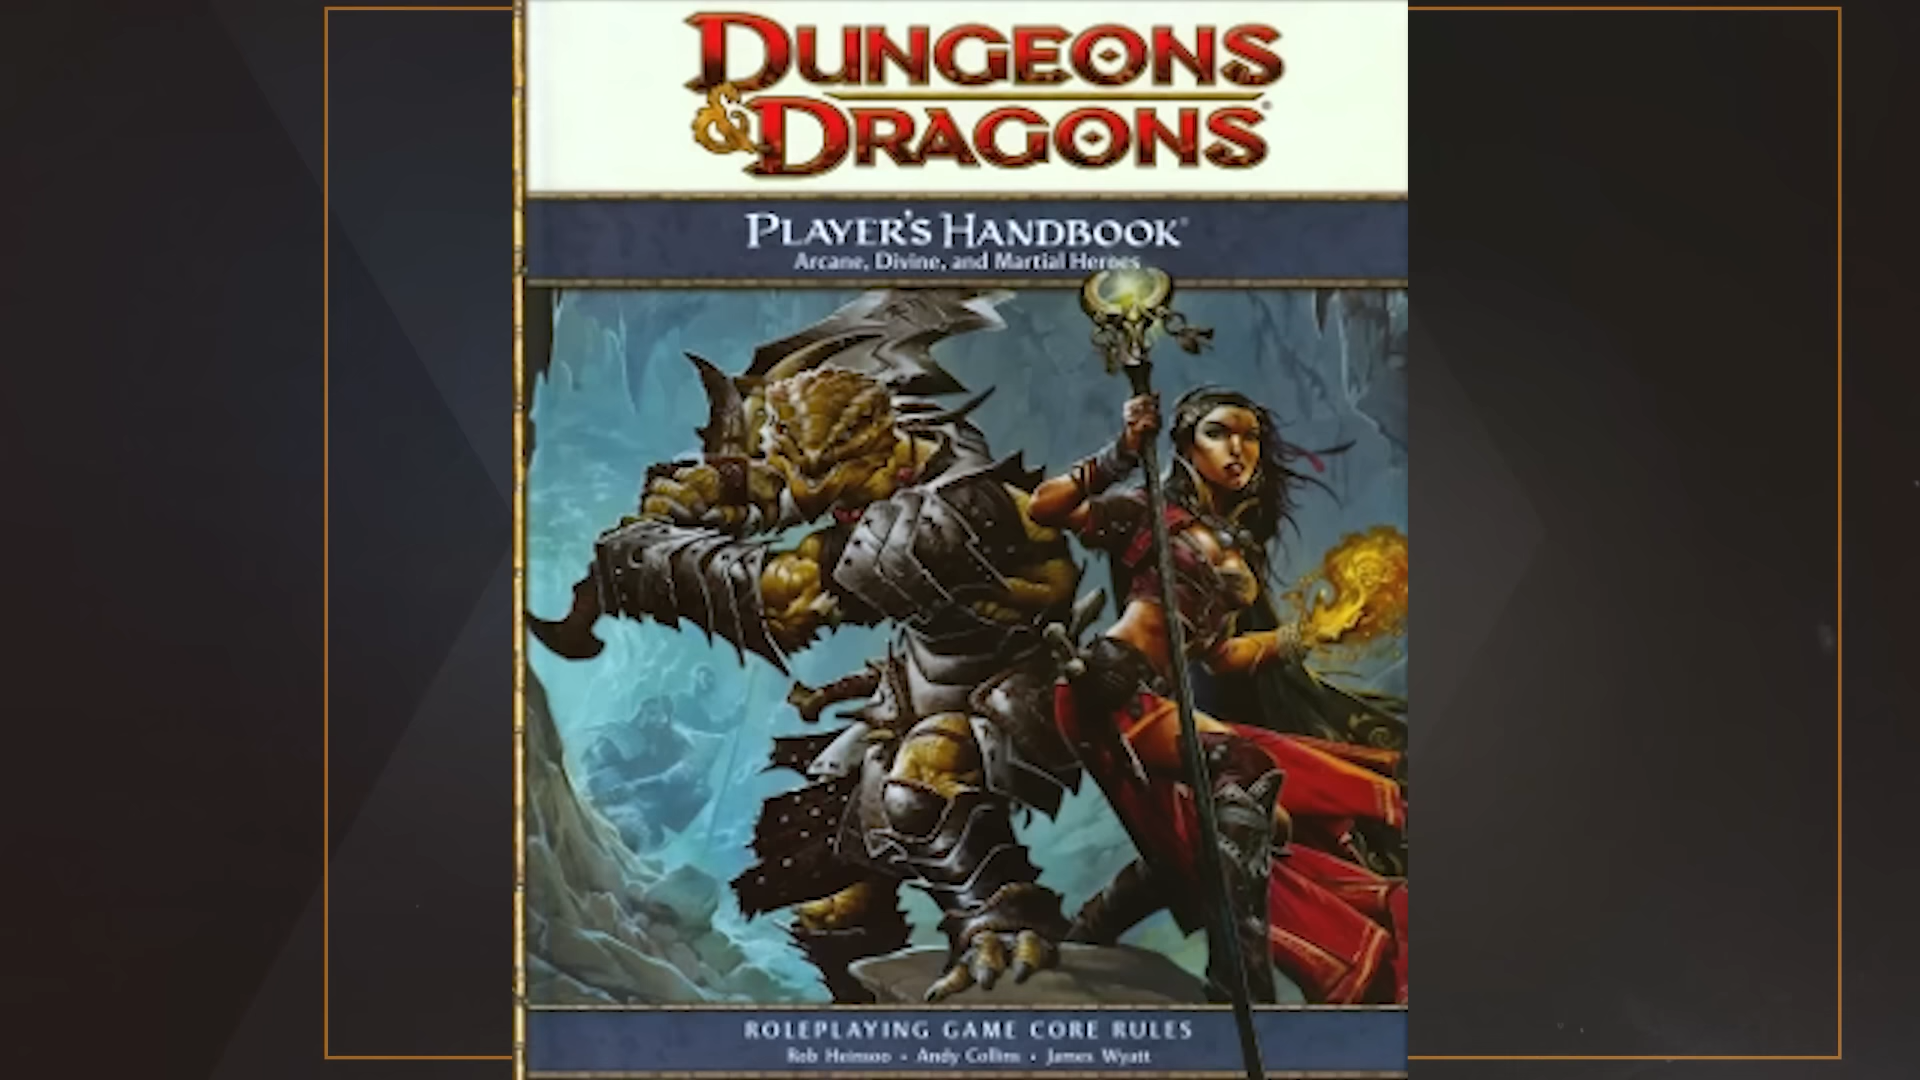 DUNGEONS
& DRAGONS®
PLAYER'S HANDBOOK®
Arcane, Divine, and Martial Heroes
ROLEPLAYING GAME CORE RULES
Rob Heinsoo • Andy Collins • James Wyatt